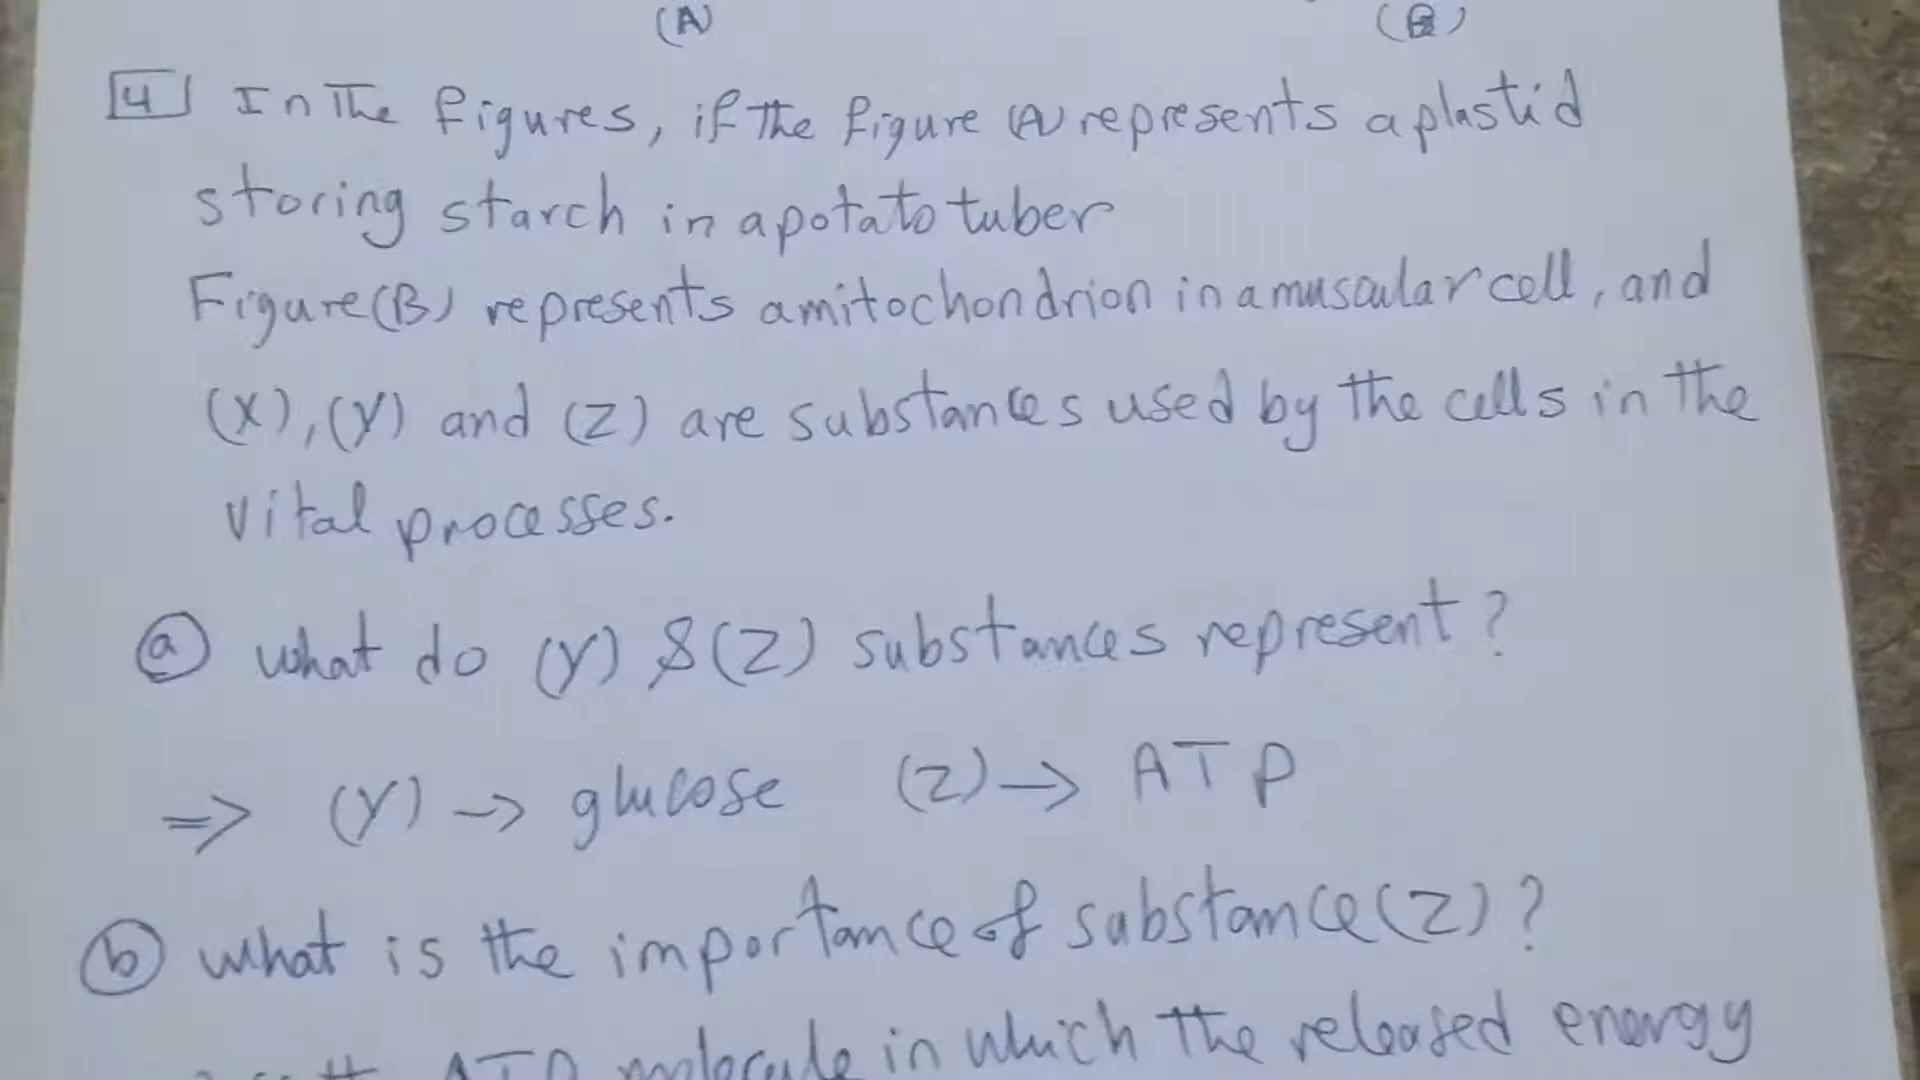 (A) (B)
4 In The figures, if the figure (A) represents a plastid
storing starch in a potato tuber
Figure (B) represents a mitochondrion in a muscular cell, and
(X), (Y) and (Z) are substances used by the cells in the
vital processes.
a what do (Y) & (Z) substances represent?
=> (Y) -> glucose (Z) -> ATP
b what is the importance of substance (Z)?
ATP molecule in which the released energy